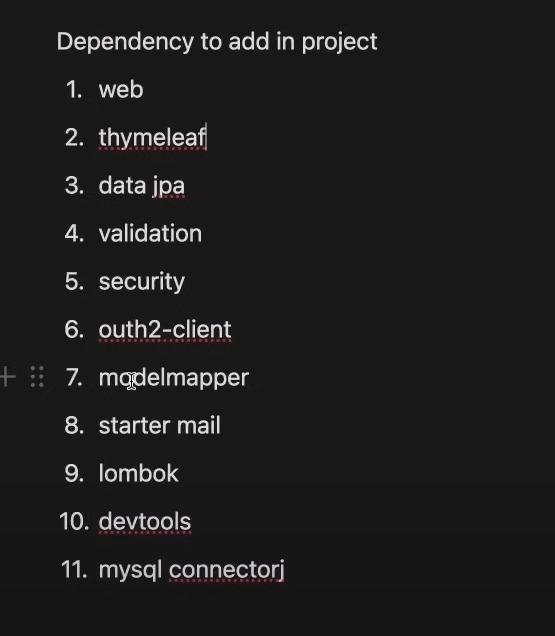 Dependency to add in project
1. web
2. thymeleaf
3. data jpa
4. validation
5. security
6. outh2-client
7. modelmapper
8. starter mail
9. lombok
10. devtools
11. mysql connectorj